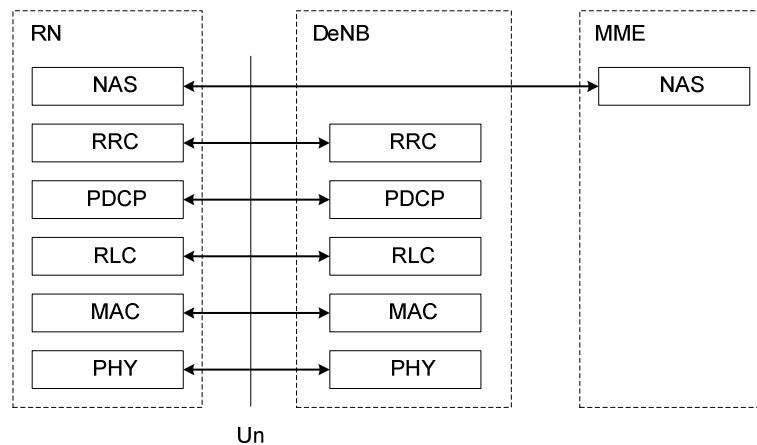 RN DeNB MME
NAS NAS
RRC RRC
PDCP PDCP
RLC RLC
MAC MAC
PHY PHY
Un